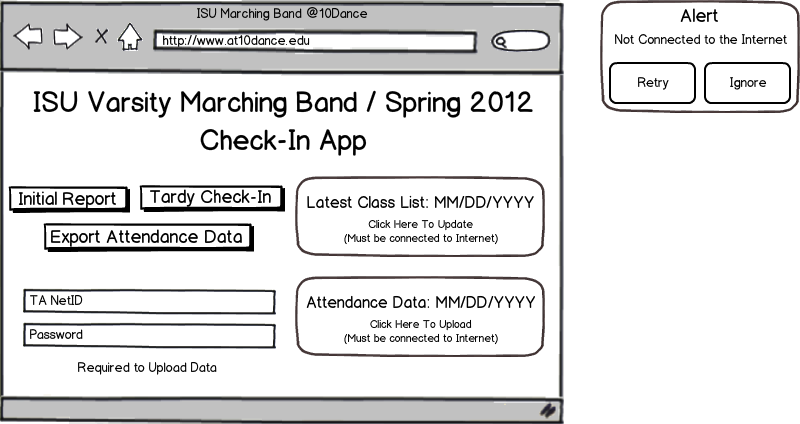 ISU Marching Band @10Dance
http://www.at10dance.edu
ISU Varsity Marching Band / Spring 2012
Check-In App
Initial Report
Tardy Check-In
Export Attendance Data
Latest Class List: MM/DD/YYYY
Click Here To Update
(Must be connected to Internet)
TA NetID
Password
Required to Upload Data
Attendance Data: MM/DD/YYYY
Click Here To Upload
(Must be connected to Internet)
Alert
Not Connected to the Internet
Retry
Ignore